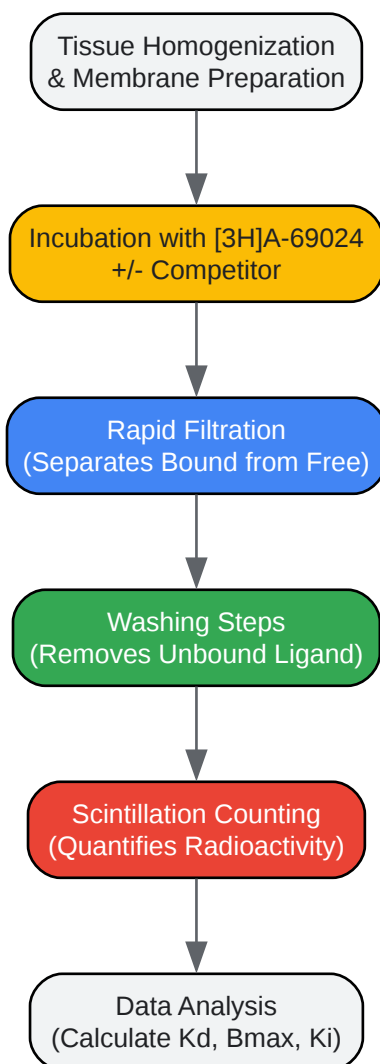 Tissue Homogenization
& Membrane Preparation
Incubation with [3H]A-69024
+/- Competitor
Rapid Filtration
(Separates Bound from Free)
Washing Steps
(Removes Unbound Ligand)
Scintillation Counting
(Quantifies Radioactivity)
Data Analysis
(Calculate Kd, Bmax, Ki)